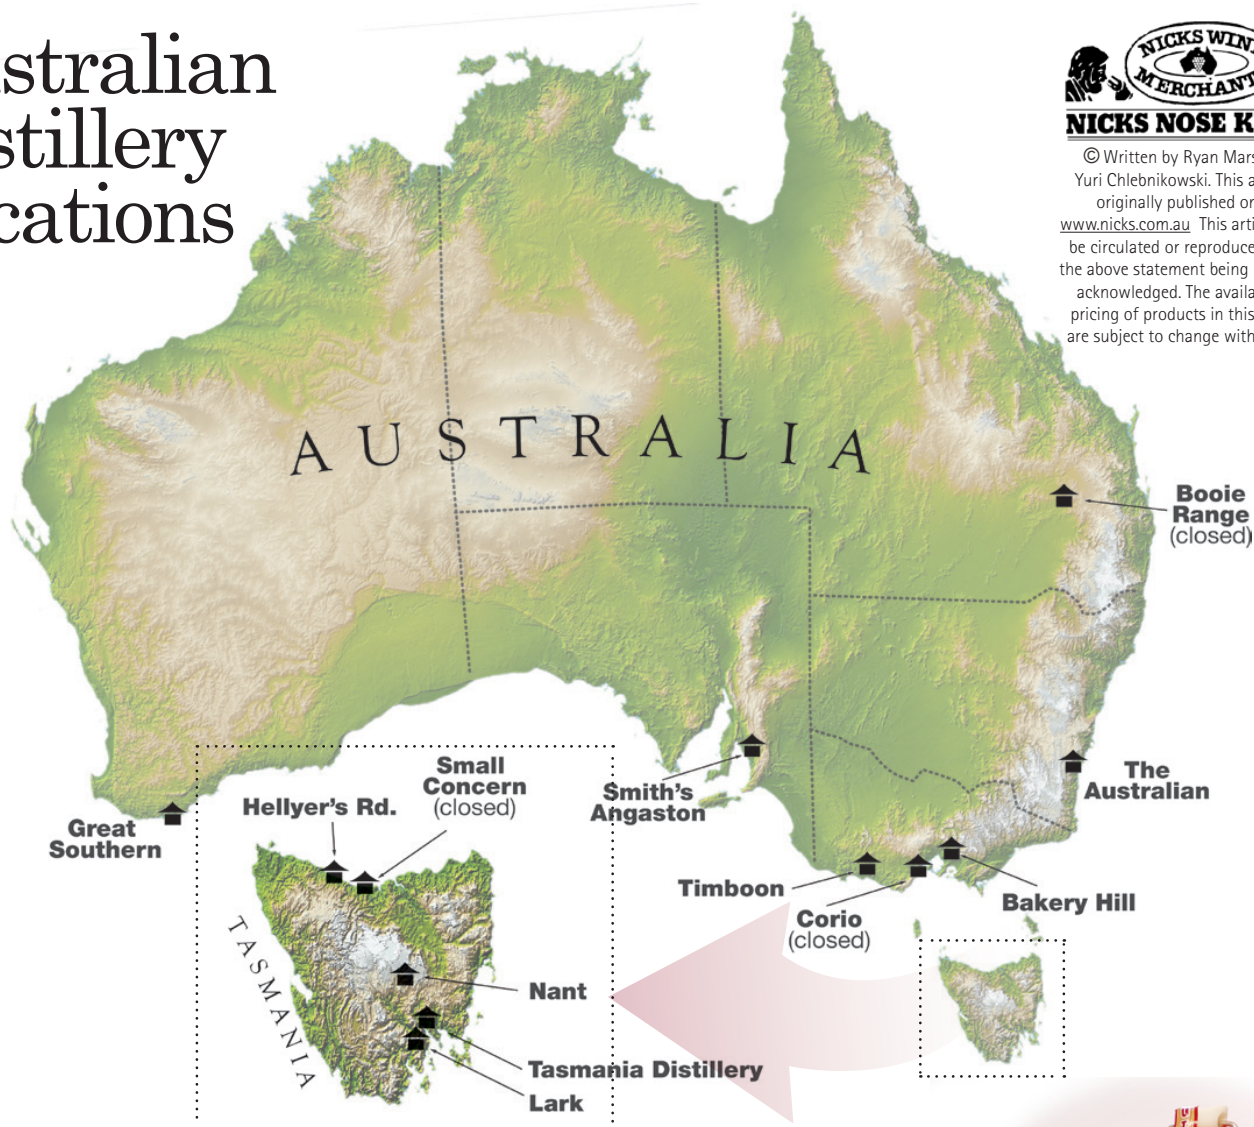 ustralian
stillery
cations
NICKS WIN
MERCHANT
NICKS NOSE K
© Written by Ryan Mars
Yuri Chlebnikowski. This a
originally published or
www.nicks.com.au This arti
be circulated or reproduce
the above statement being
acknowledged. The availa
pricing of products in this
are subject to change with
AUSTRALIA
Booie
Range
(closed)
The
Australian
Smith's
Angaston
Small
Concern
(closed)
Hellyer's Rd.
Great
Southern
Timboon
Corio
(closed)
Bakery Hill
TASMANIA
Nant
Tasmania Distillery
Lark